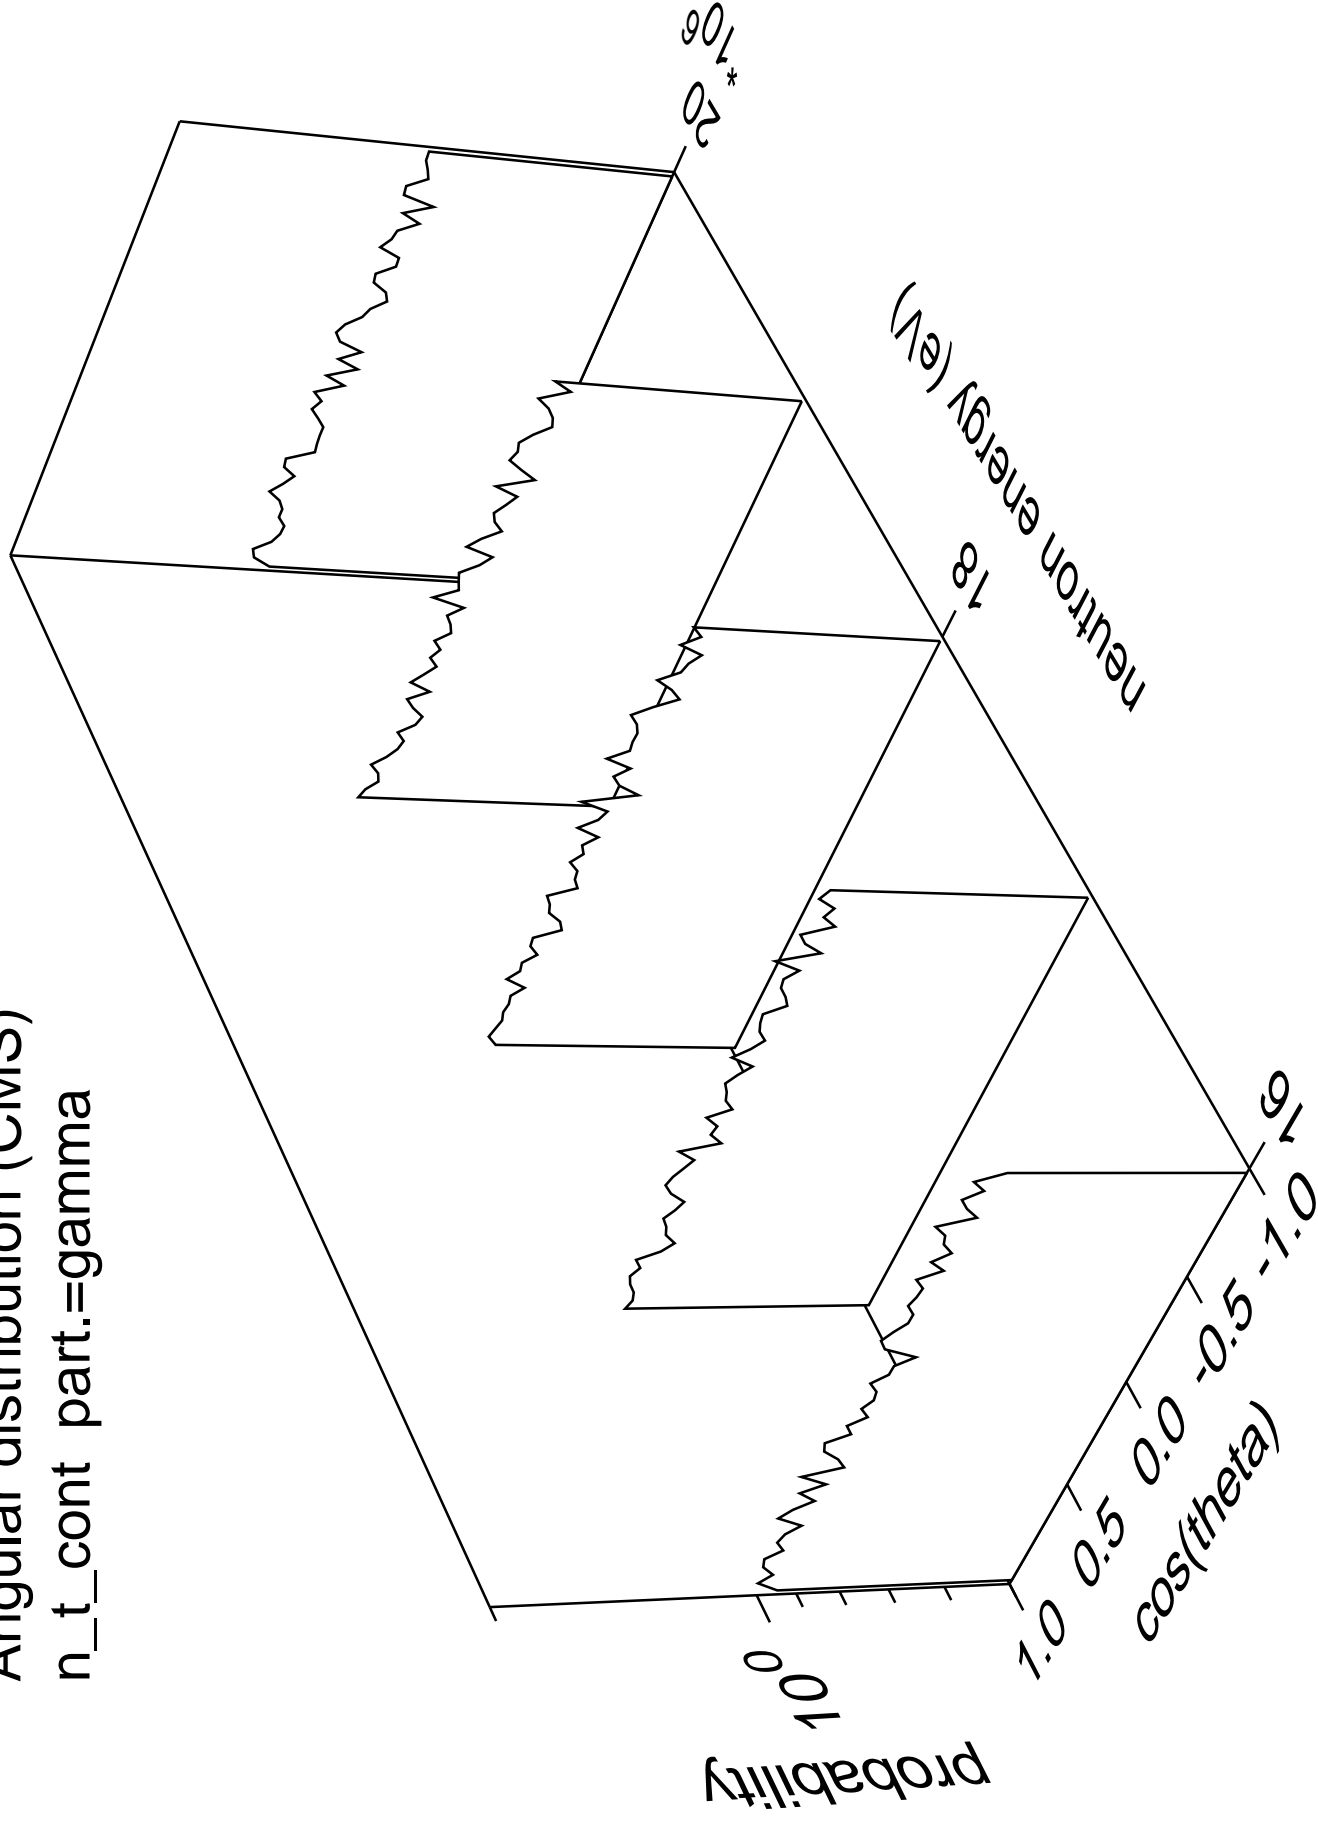 Angular distribution (CMS)
n_t_cont part.=gamma
probability
10^0
cos(theta)
1.0 0.5 0.0 -0.5 -1.0
neutron energy (eV)
16 18 20
*10^6